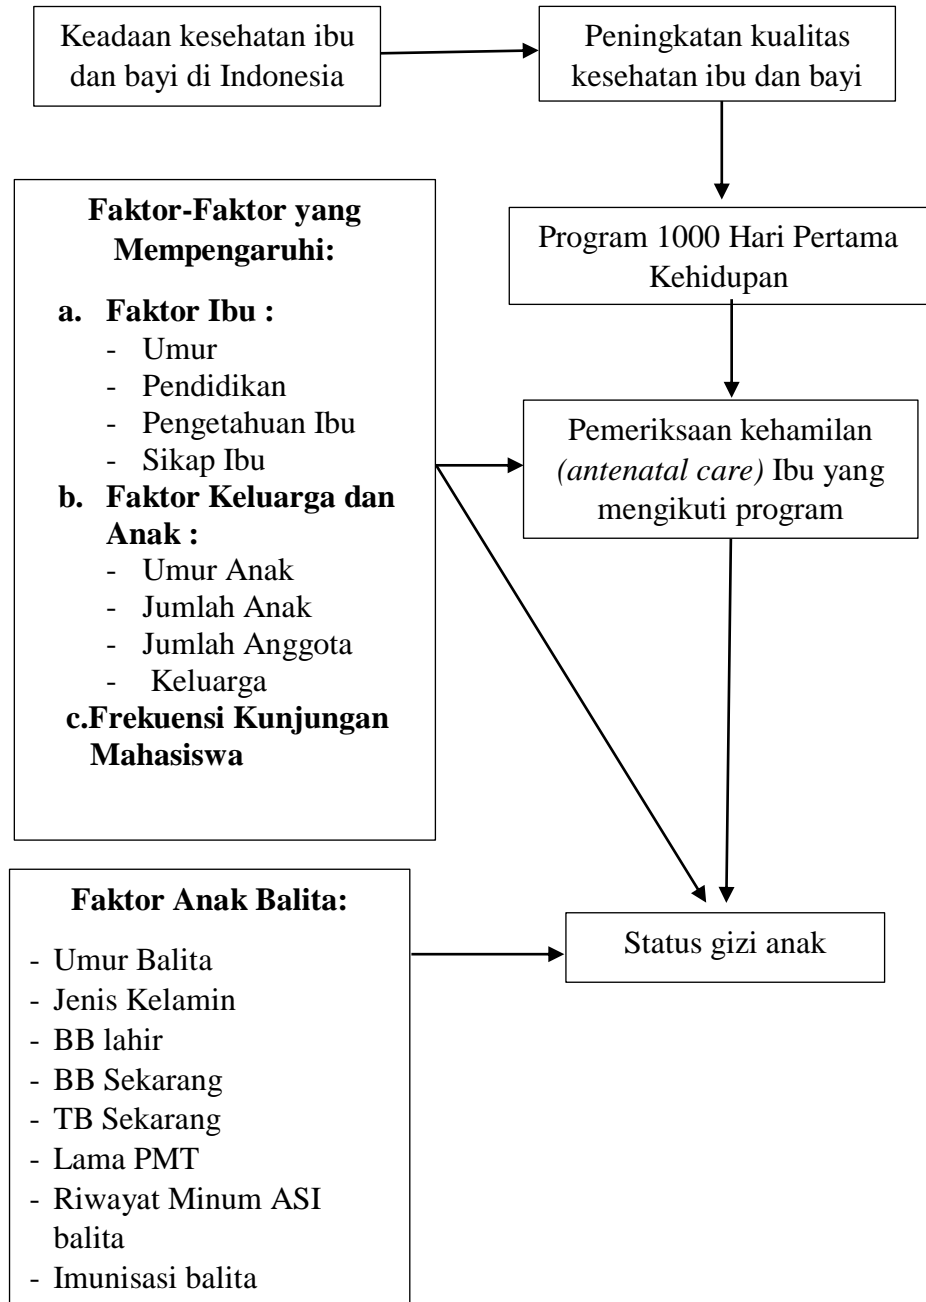 Keadaan kesehatan ibu
dan bayi di Indonesia
Peningkatan kualitas
kesehatan ibu dan bayi
Program 1000 Hari Pertama
Kehidupan
Faktor-Faktor yang
Mempengaruhi:
a. Faktor Ibu :
- Umur
- Pendidikan
- Pengetahuan Ibu
- Sikap Ibu
b. Faktor Keluarga dan
Anak :
- Umur Anak
- Jumlah Anak
- Jumlah Anggota
- Keluarga
c.Frekuensi Kunjungan
Mahasiswa
Pemeriksaan kehamilan
(antenatal care) Ibu yang
mengikuti program
Faktor Anak Balita:
- Umur Balita
- Jenis Kelamin
- BB lahir
- BB Sekarang
- TB Sekarang
- Lama PMT
- Riwayat Minum ASI
balita
- Imunisasi balita
Status gizi anak